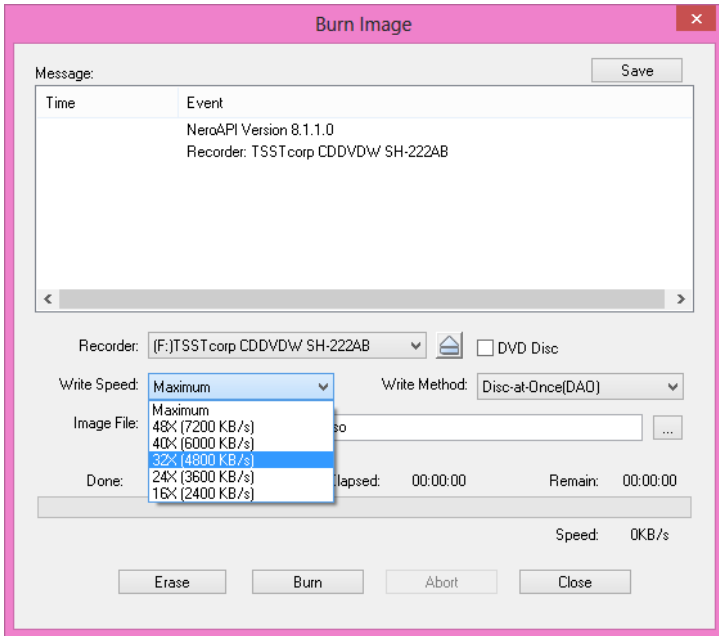 Burn Image
Message:
Save
Time Event
NeroAPI Version 8.1.1.0
Recorder: TSSTcorp CDDVDW SH-222AB
Recorder: (F:)TSSTcorp CDDVDW SH-222AB DVD Disc
Write Speed: Maximum Write Method: Disc-at-Once(DAO)
Maximum
48X (7200 KB/s)
40X (6000 KB/s)
32X (4800 KB/s)
24X (3600 KB/s)
16X (2400 KB/s)
Image File: so ...
Done: lapsed: 00:00:00 Remain: 00:00:00
Speed: 0KB/s
Erase Burn Abort Close